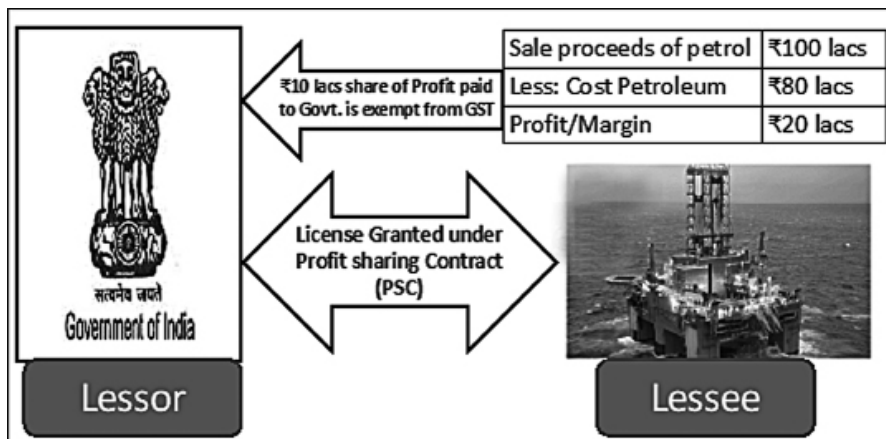 ₹10 lacs share of Profit paid
to Govt. is exempt from GST
Sale proceeds of petrol ₹100 lacs
Less: Cost Petroleum ₹80 lacs
Profit/Margin ₹20 lacs
License Granted under
Profit sharing Contract
(PSC)
सत्यमेव जयते
Government of India
Lessor
Lessee